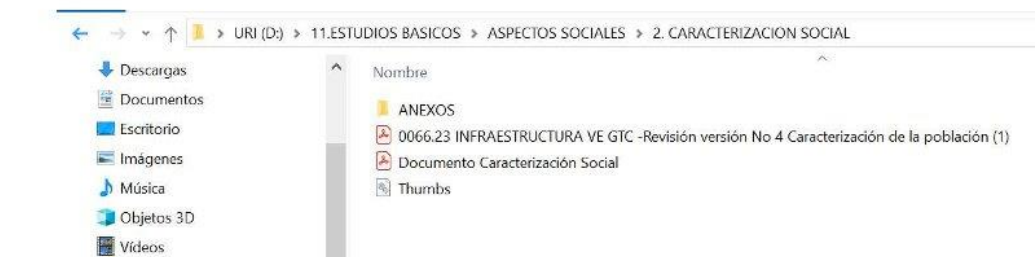 URI (D:) > 11.ESTUDIOS BASICOS > ASPECTOS SOCIALES > 2. CARACTERIZACION SOCIAL
Descargas
Documentos
Escritorio
Imágenes
Música
Objetos 3D
Vídeos
Nombre
ANEXOS
0066.23 INFRAESTRUCTURA VE GTC -Revisión versión No 4 Caracterización de la población (1)
Documento Caracterización Social
Thumbs